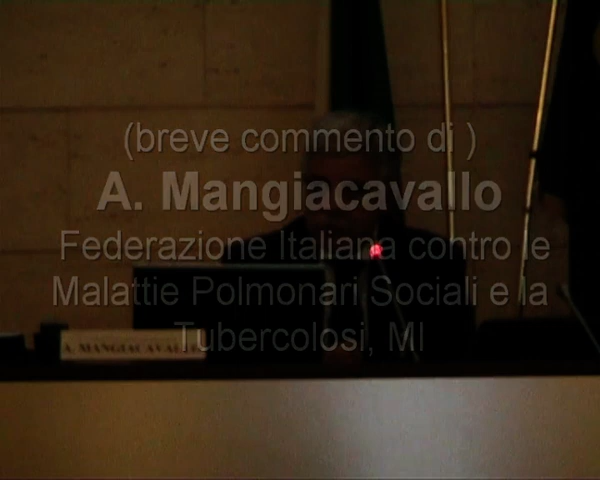 (breve commento di )
A. Mangiacavallo
Federazione Italiana contro le
Malattie Polmonari Sociali e la
Tubercolosi, MI
A. MANGIACAVALLO